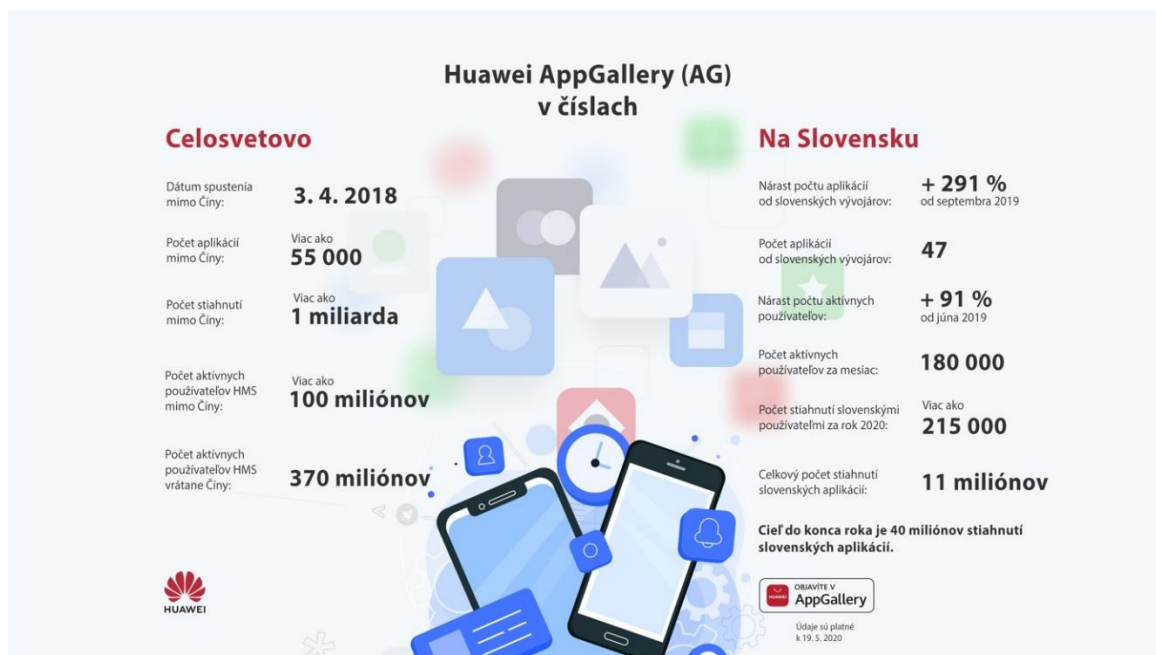 Huawei AppGallery (AG)
v číslach
Celosvetovo
Dátum spustenia
mimo Číny:
3. 4. 2018
Počet aplikácií
mimo Číny:
Viac ako
55 000
Počet stiahnutí
mimo Číny:
Viac ako
1 miliarda
Počet aktívnych
používateľov HMS
mimo Číny:
Viac ako
100 miliónov
Počet aktívnych
používateľov HMS
vrátane Číny:
370 miliónov
HUAWEI
Na Slovensku
Nárast počtu aplikácií
od slovenských vývojárov:
+ 291 %
od septembra 2019
Počet aplikácií
od slovenských vývojárov:
47
Nárast počtu aktívnych
používateľov:
+ 91 %
od júna 2019
Počet aktívnych
používateľov za mesiac:
180 000
Počet stiahnutí slovenskými
používateľmi za rok 2020:
Viac ako
215 000
Celkový počet stiahnutí
slovenských aplikácií:
11 miliónov
Cieľ do konca roka je 40 miliónov stiahnutí
slovenských aplikácií.
HUAWEI
OBJAVTE V
AppGallery
Údaje sú platné
k 19. 5. 2020